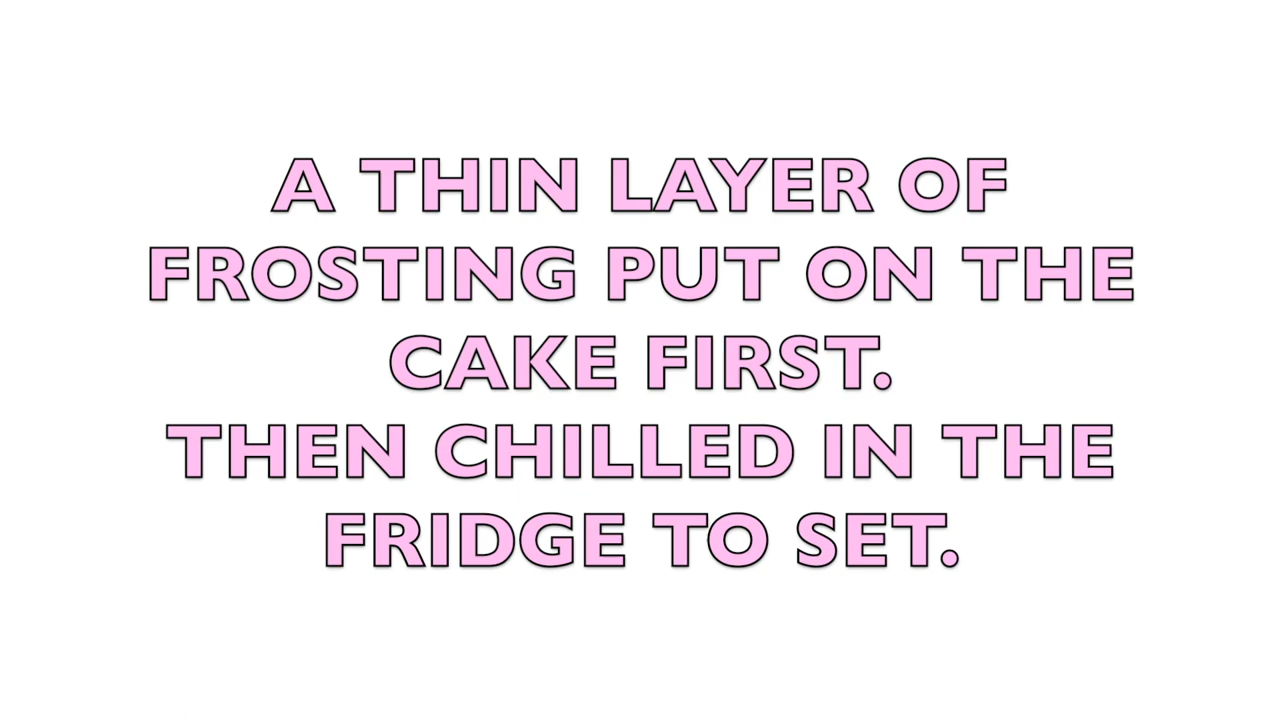 A THIN LAYER OF
FROSTING PUT ON THE
CAKE FIRST.
THEN CHILLED IN THE
FRIDGE TO SET.